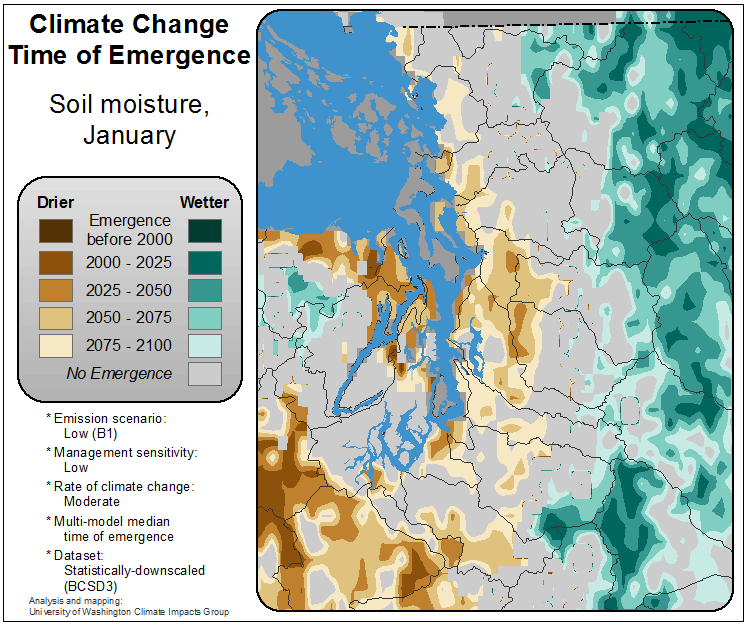 Climate Change
Time of Emergence
Soil moisture,
January
Drier
Wetter
Emergence
before 2000
2000 - 2025
2025 - 2050
2050 - 2075
2075 - 2100
No Emergence
* Emission scenario:
Low (B1)
* Management sensitivity:
Low
* Rate of climate change:
Moderate
* Multi-model median
time of emergence
* Dataset:
Statistically-downscaled
(BCSD3)
Analysis and mapping:
University of Washington Climate Impacts Group